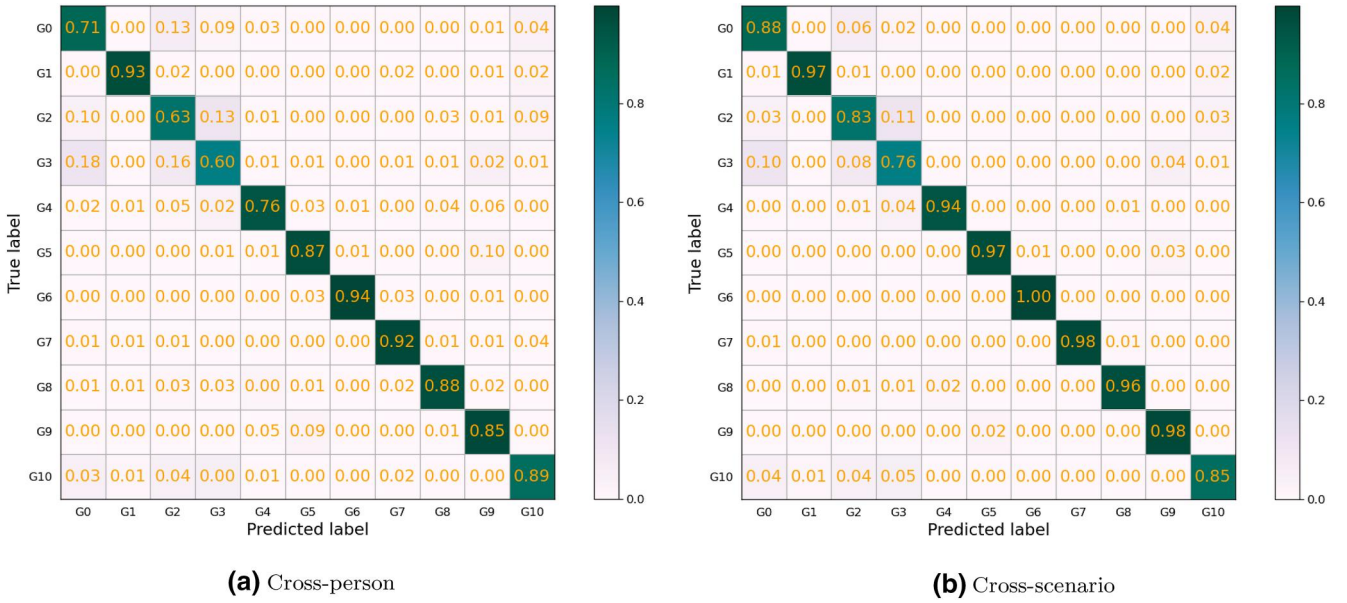 G0 0.71 0.00 0.13 0.09 0.03 0.00 0.00 0.00 0.00 0.01 0.04
G1 0.00 0.93 0.02 0.00 0.00 0.00 0.00 0.02 0.00 0.01 0.02
G2 0.10 0.00 0.63 0.13 0.01 0.00 0.00 0.00 0.03 0.01 0.09
G3 0.18 0.00 0.16 0.60 0.01 0.01 0.00 0.01 0.01 0.02 0.01
G4 0.02 0.01 0.05 0.02 0.76 0.03 0.01 0.00 0.04 0.06 0.00
G5 0.00 0.00 0.00 0.01 0.01 0.87 0.01 0.00 0.00 0.10 0.00
G6 0.00 0.00 0.00 0.00 0.00 0.03 0.94 0.03 0.00 0.01 0.00
G7 0.01 0.01 0.01 0.00 0.00 0.00 0.00 0.92 0.01 0.01 0.04
G8 0.01 0.01 0.03 0.03 0.00 0.01 0.00 0.02 0.88 0.02 0.00
G9 0.00 0.00 0.00 0.00 0.05 0.09 0.00 0.00 0.01 0.85 0.00
G10 0.03 0.01 0.04 0.00 0.01 0.00 0.00 0.02 0.00 0.00 0.89
G0 G1 G2 G3 G4 G5 G6 G7 G8 G9 G10
Predicted label
True label
0.8
0.6
0.4
0.2
0.0
(a) Cross-person
G0 0.88 0.00 0.06 0.02 0.00 0.00 0.00 0.00 0.00 0.00 0.04
G1 0.01 0.97 0.01 0.00 0.00 0.00 0.00 0.00 0.00 0.00 0.02
G2 0.03 0.00 0.83 0.11 0.00 0.00 0.00 0.00 0.00 0.00 0.03
G3 0.10 0.00 0.08 0.76 0.00 0.00 0.00 0.00 0.00 0.04 0.01
G4 0.00 0.00 0.01 0.04 0.94 0.00 0.00 0.00 0.01 0.00 0.00
G5 0.00 0.00 0.00 0.00 0.00 0.97 0.01 0.00 0.00 0.03 0.00
G6 0.00 0.00 0.00 0.00 0.00 0.00 1.00 0.00 0.00 0.00 0.00
G7 0.01 0.00 0.00 0.00 0.00 0.00 0.00 0.98 0.01 0.00 0.00
G8 0.00 0.00 0.01 0.01 0.02 0.00 0.00 0.00 0.96 0.00 0.00
G9 0.00 0.00 0.00 0.00 0.00 0.02 0.00 0.00 0.00 0.98 0.00
G10 0.04 0.01 0.04 0.05 0.00 0.00 0.00 0.00 0.00 0.00 0.85
G0 G1 G2 G3 G4 G5 G6 G7 G8 G9 G10
Predicted label
True label
0.8
0.6
0.4
0.2
0.0
(b) Cross-scenario